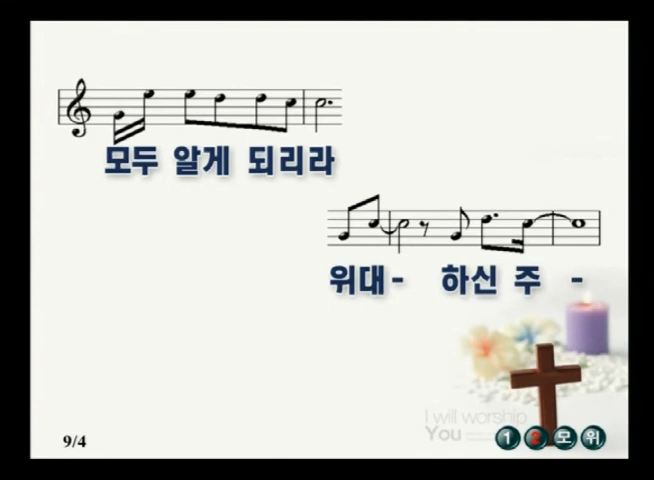 모두 알게 되리라
위대- 하신 주 -
I will worship
You
9/4
1 2 모 위